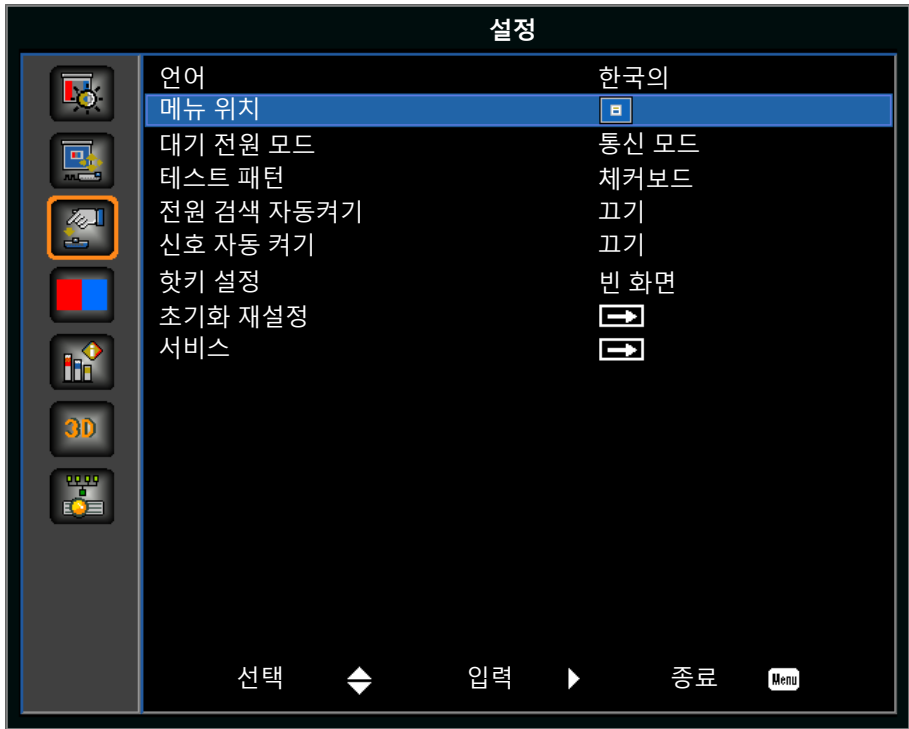 설정
언어 한국의
메뉴 위치
대기 전원 모드 통신 모드
테스트 패턴 체커보드
전원 검색 자동켜기 끄기
신호 자동 켜기 끄기
핫키 설정 빈 화면
초기화 재설정
서비스
3D
선택 입력 종료 Menu